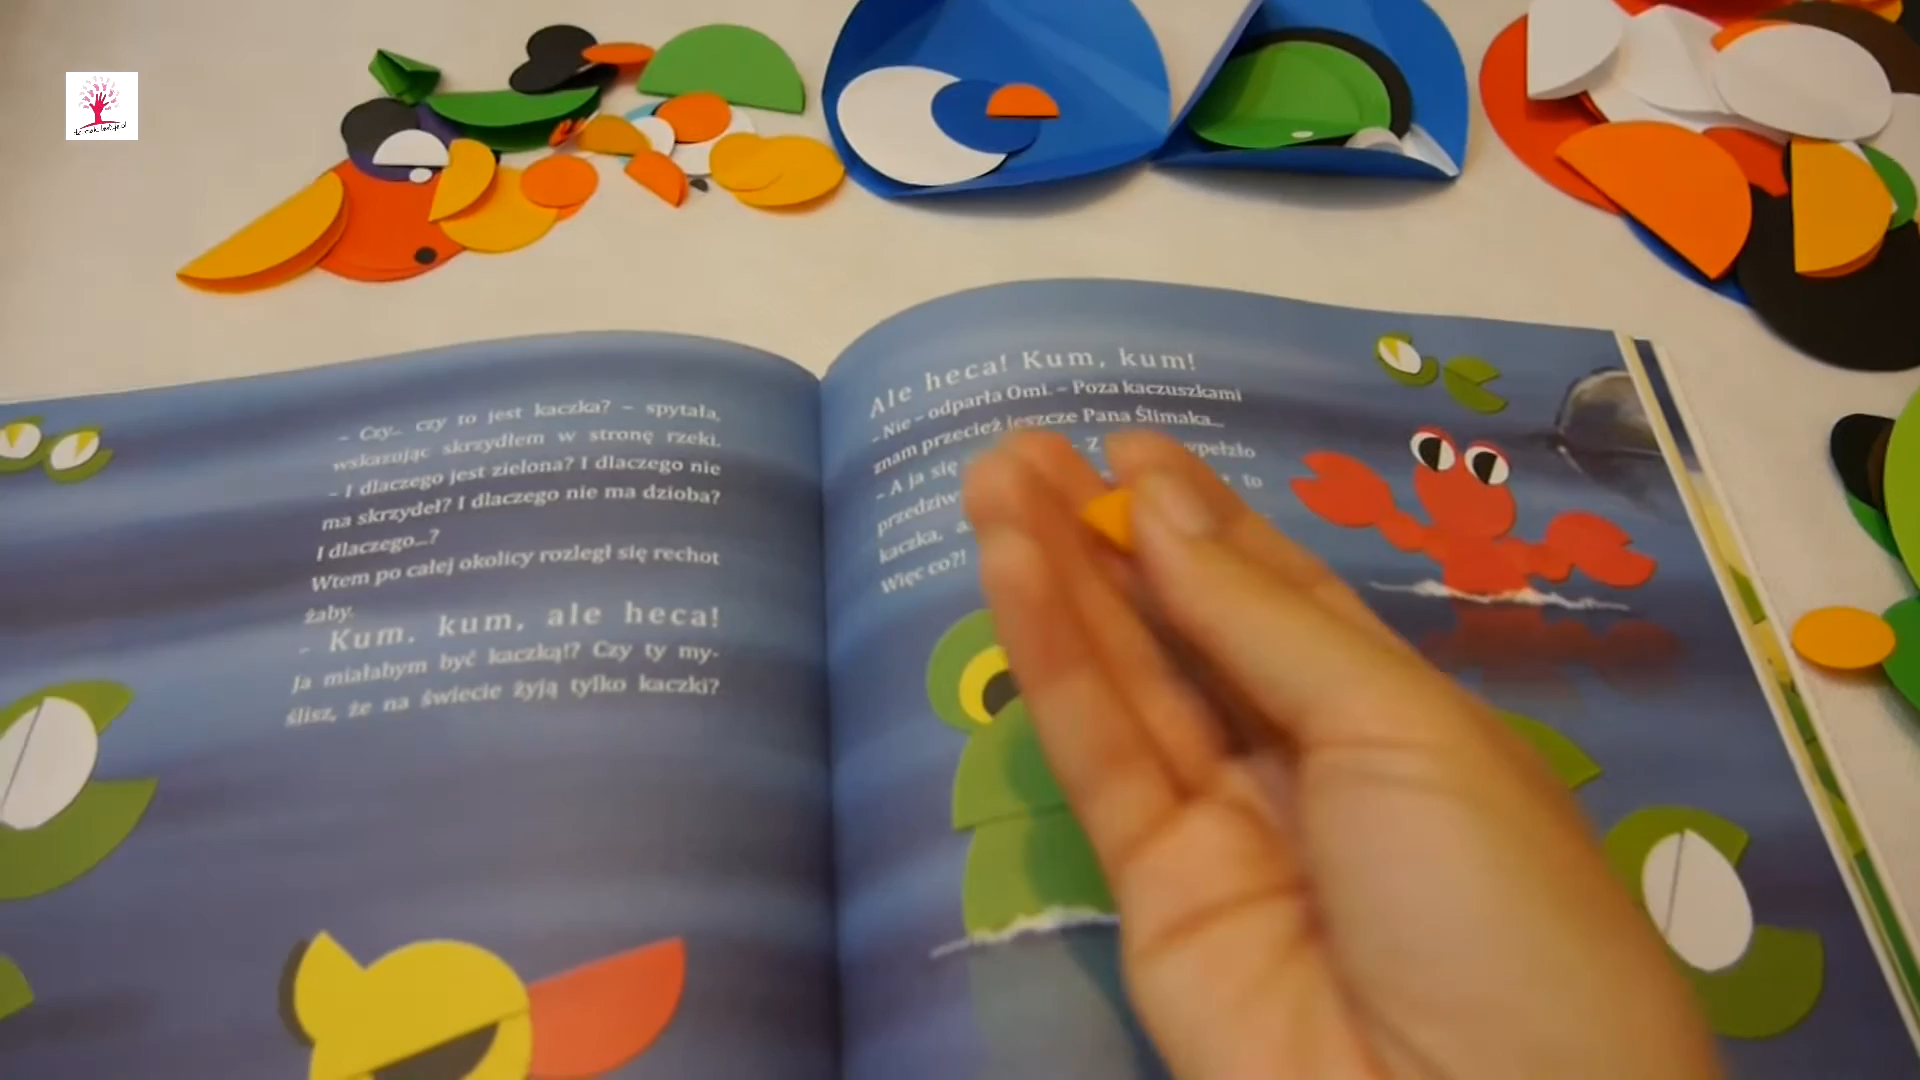 – Czy... czy to jest kaczka? – spytała,
wskazując skrzydłem w stronę rzeki.
– I dlaczego jest zielona? I dlaczego nie
ma skrzydeł? I dlaczego nie ma dzioba?
I dlaczego...?
Wtem po całej okolicy rozległ się rechot
żaby.
– Kum, kum, ale heca!
Ja miałabym być kaczką!? Czy ty my-
ślisz, że na świecie żyją tylko kaczki?
Ale heca! Kum, kum!
– Nie – odparła Omi. – Poza kaczuszkami
znam przecież jeszcze Pana Ślimaka...
– A ja się – Z
kaczka, to
Więc co?!